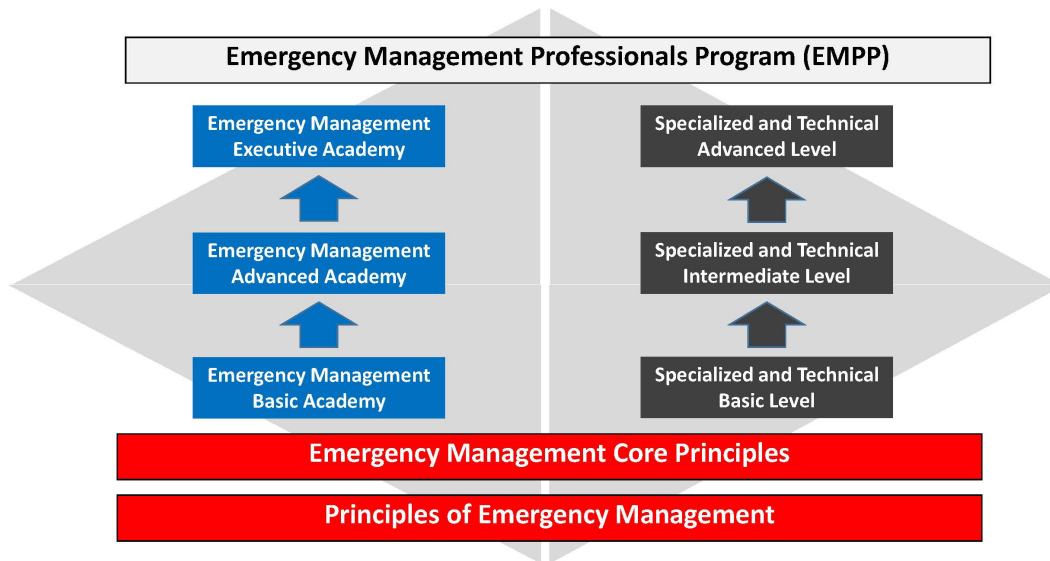 Emergency Management Professionals Program (EMPP)
Emergency Management
Executive Academy
Specialized and Technical
Advanced Level
Emergency Management
Advanced Academy
Specialized and Technical
Intermediate Level
Emergency Management
Basic Academy
Specialized and Technical
Basic Level
Emergency Management Core Principles
Principles of Emergency Management